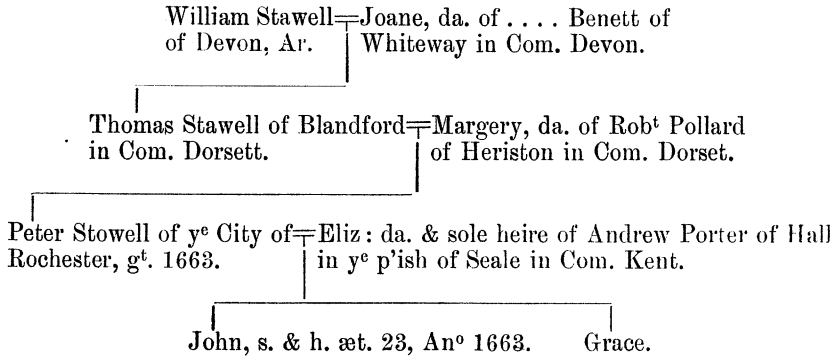 William Stawell=Joane, da. of . . . . Benett of
of Devon, Ar. Whiteway in Com. Devon.
Thomas Stawell of Blandford=Margery, da. of Robᵗ Pollard
in Com. Dorsett. of Heriston in Com. Dorset.
Peter Stowell of yᵉ City of=Eliz: da. & sole heire of Andrew Porter of Hall
Rochester, gᵗ. 1663. in yᵉ p'ish of Seale in Com. Kent.
John, s. & h. æt. 23, Anᵒ 1663. Grace.